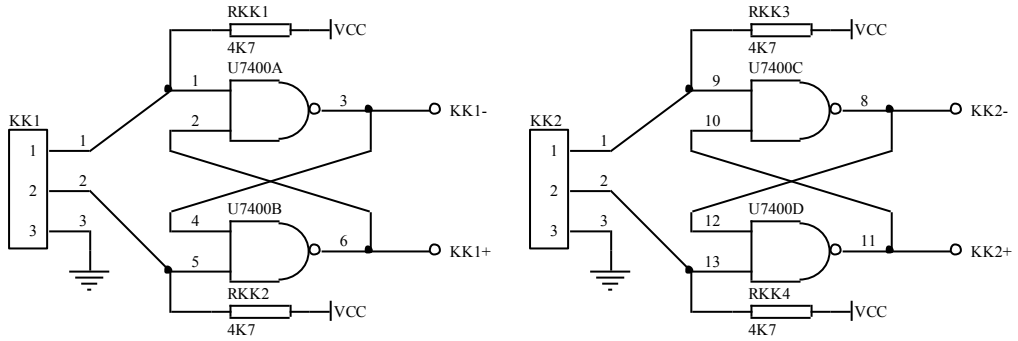 RKK1
VCC
4K7
U7400A
1
3
KK1-
2
KK1
1
1
2
2
3
3
U7400B
4
6
KK1+
5
RKK2
VCC
4K7
RKK3
VCC
4K7
U7400C
9
8
KK2-
10
KK2
1
1
2
2
3
3
U7400D
12
11
KK2+
13
RKK4
VCC
4K7